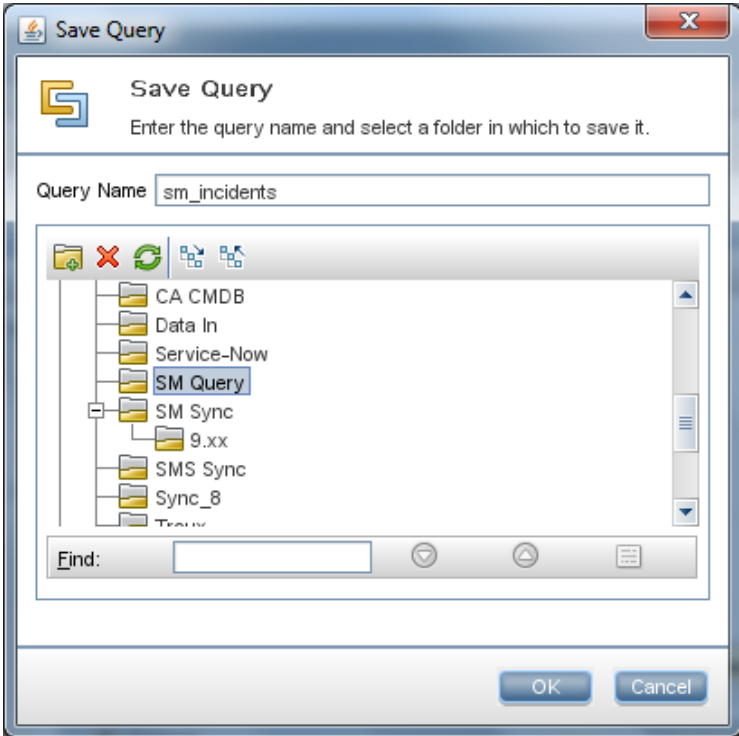 Save Query
X
Save Query
Enter the query name and select a folder in which to save it.
Query Name sm_incidents
CA CMDB
Data In
Service-Now
SM Query
SM Sync
9.xx
SMS Sync
Sync_8
Find:
OK Cancel